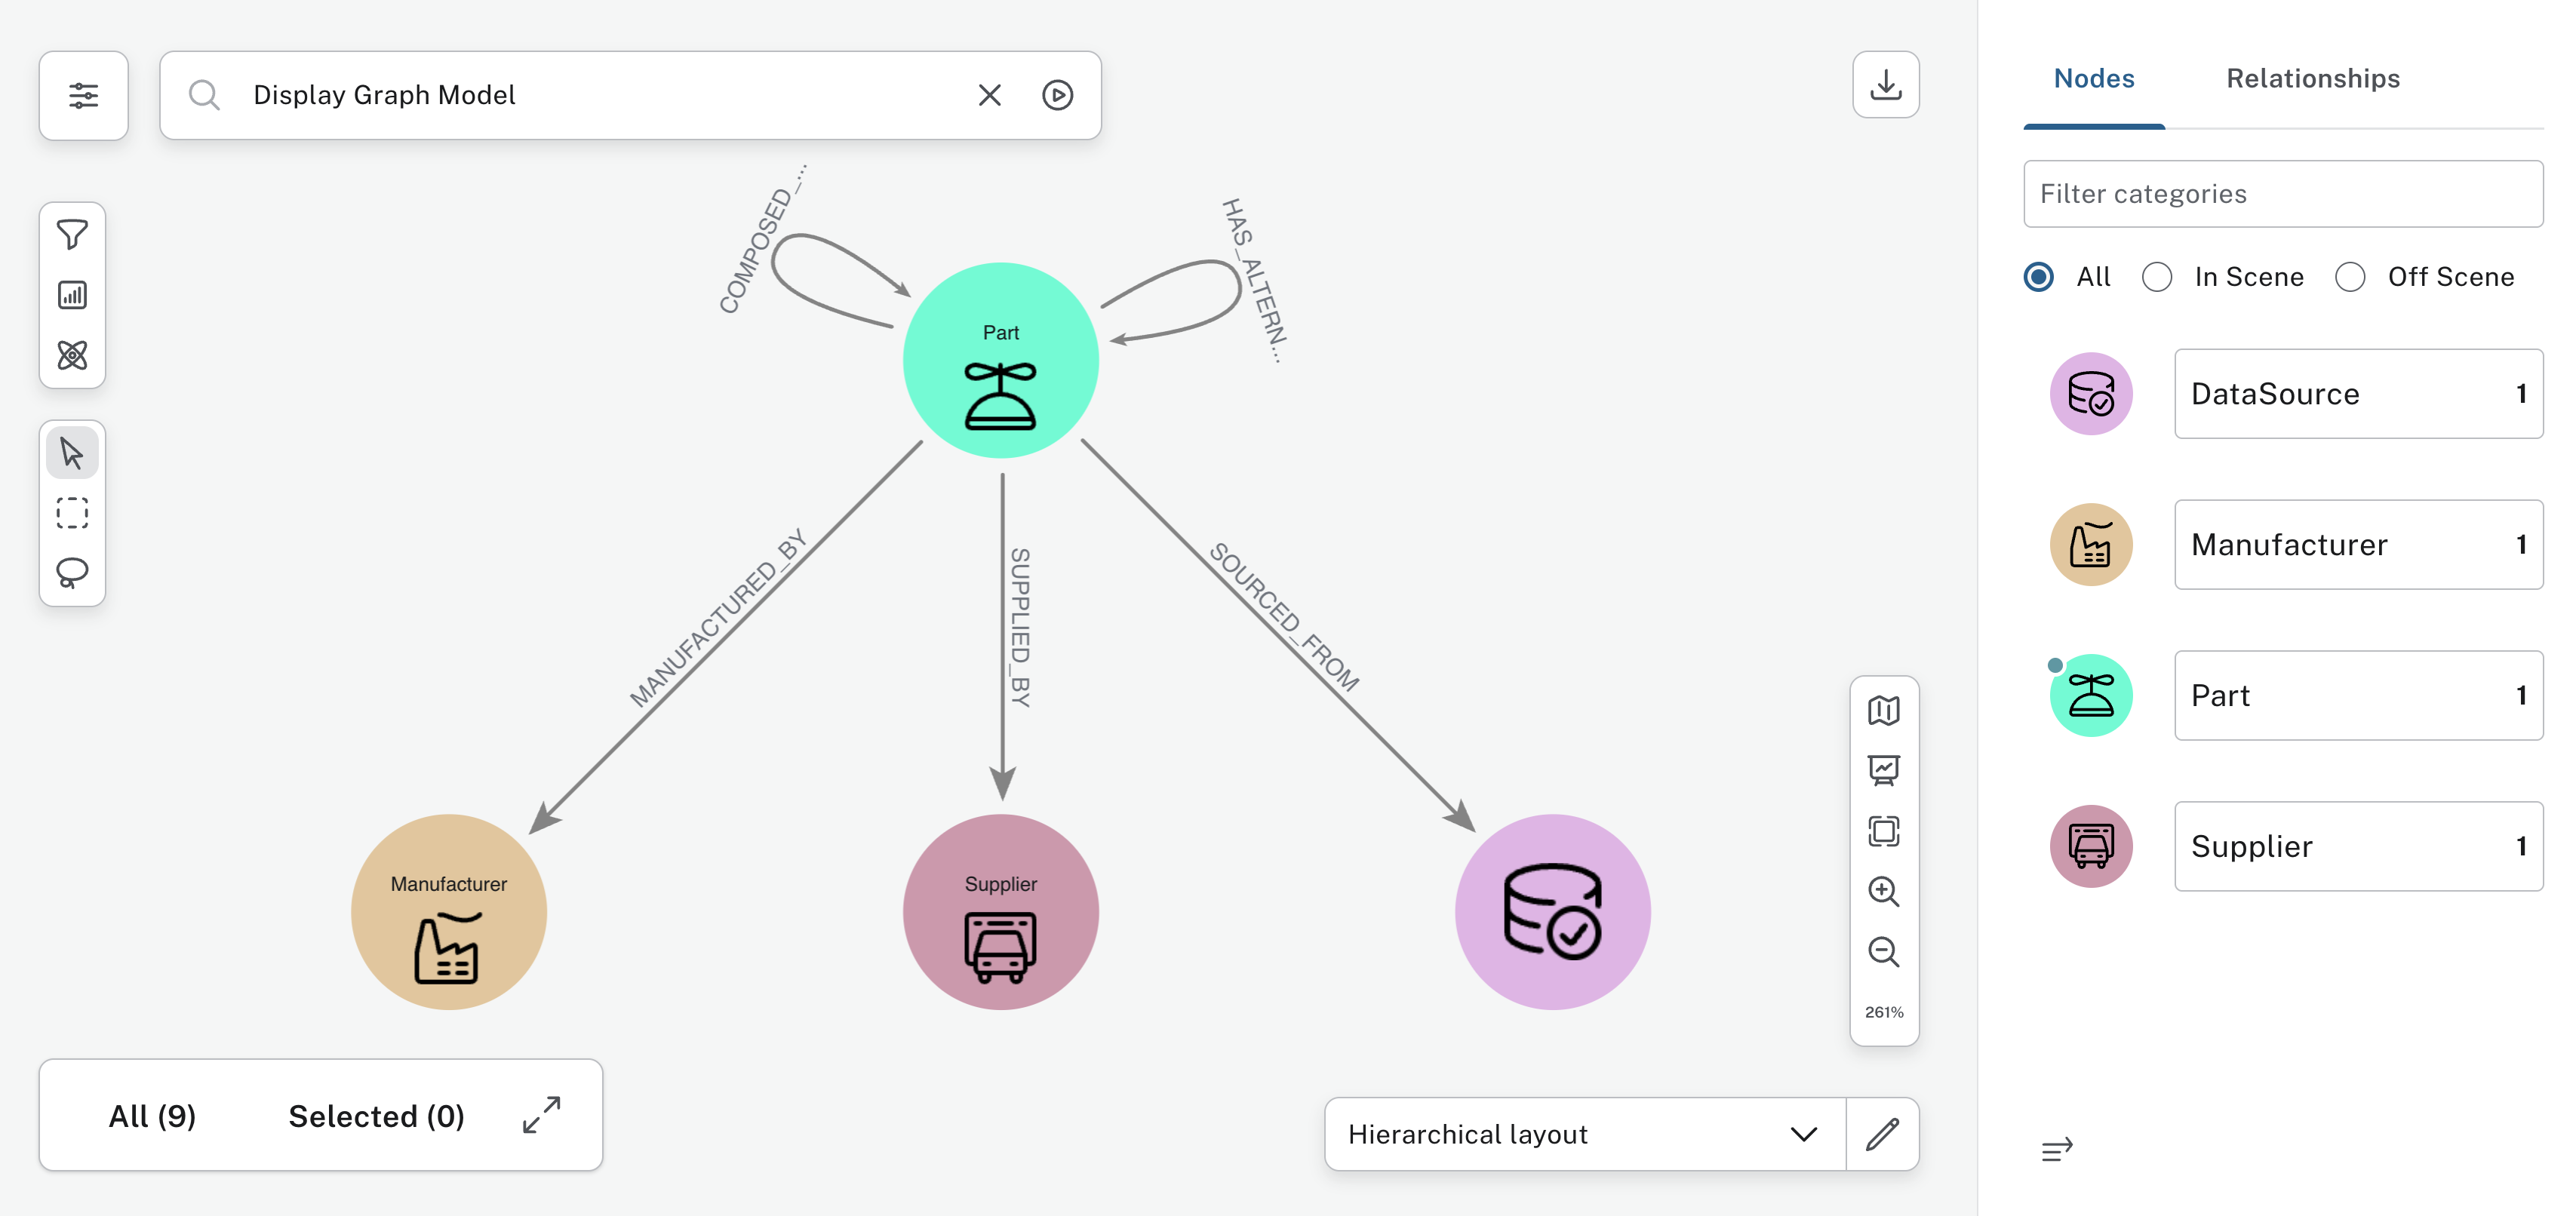 Display Graph Model
COMPOSED_...
HAS_ALTERN...
Part
MANUFACTURED_BY
SUPPLIED_BY
SOURCED_FROM
Manufacturer
Supplier
261%
All (9)
Selected (0)
Hierarchical layout
Nodes
Relationships
Filter categories
All
In Scene
Off Scene
DataSource 1
Manufacturer 1
Part 1
Supplier 1